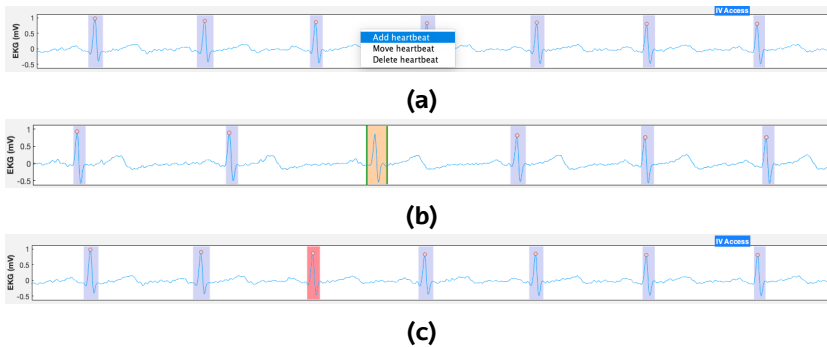 IV Access
EKG (mV)
1
0.5
0
-0.5
Add heartbeat
Move heartbeat
Delete heartbeat
(a)
EKG (mV)
1
0.5
0
-0.5
(b)
IV Access
EKG (mV)
1
0.5
0
-0.5
(c)